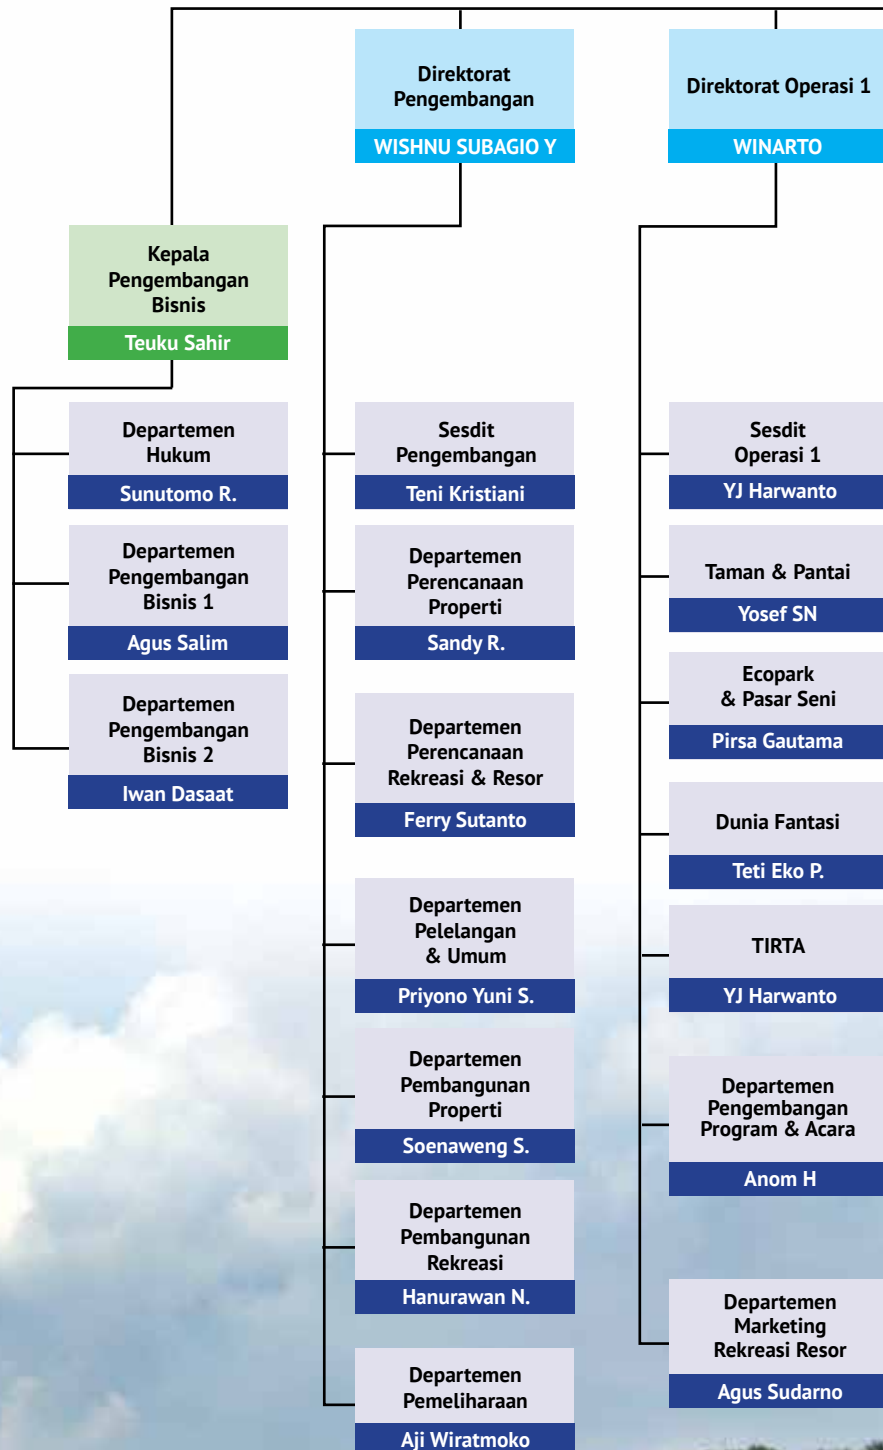 Direktorat
Pengembangan
WISHNU SUBAGIO Y
Direktorat Operasi 1
WINARTO
Kepala
Pengembangan
Bisnis
Teuku Sahir
Departemen
Hukum
Sunutomo R.
Departemen
Pengembangan
Bisnis 1
Agus Salim
Departemen
Pengembangan
Bisnis 2
Iwan Dasaat
Sesdit
Pengembangan
Teni Kristiani
Departemen
Perencanaan
Properti
Sandy R.
Departemen
Perencanaan
Rekreasi & Resor
Ferry Sutanto
Departemen
Pelelangan
& Umum
Priyono Yuni S.
Departemen
Pembangunan
Properti
Soenaweng S.
Departemen
Pembangunan
Rekreasi
Hanurawan N.
Departemen
Pemeliharaan
Aji Wiratmoko
Sesdit
Operasi 1
YJ Harwanto
Taman & Pantai
Yosef SN
Ecopark
& Pasar Seni
Pirsa Gautama
Dunia Fantasi
Teti Eko P.
TIRTA
YJ Harwanto
Departemen
Pengembangan
Program & Acara
Anom H
Departemen
Marketing
Rekreasi Resor
Agus Sudarno